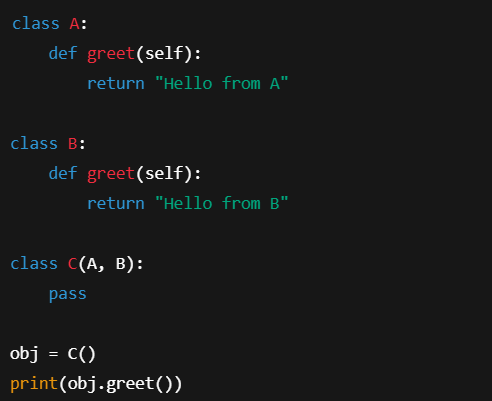 class A:
    def greet(self):
        return "Hello from A"

class B:
    def greet(self):
        return "Hello from B"

class C(A, B):
    pass

obj = C()
print(obj.greet())